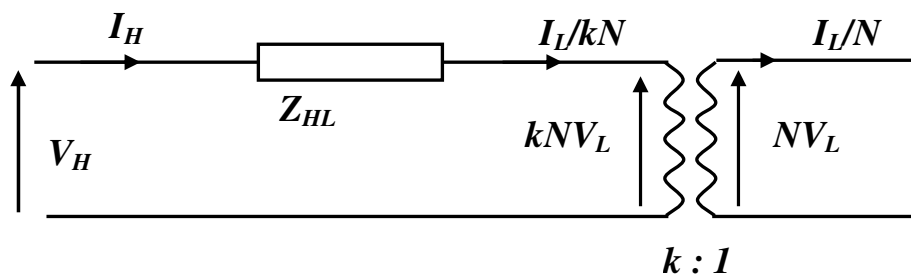 I_H I_L/kN I_L/N
Z_HL
V_H kNV_L NV_L
k : 1